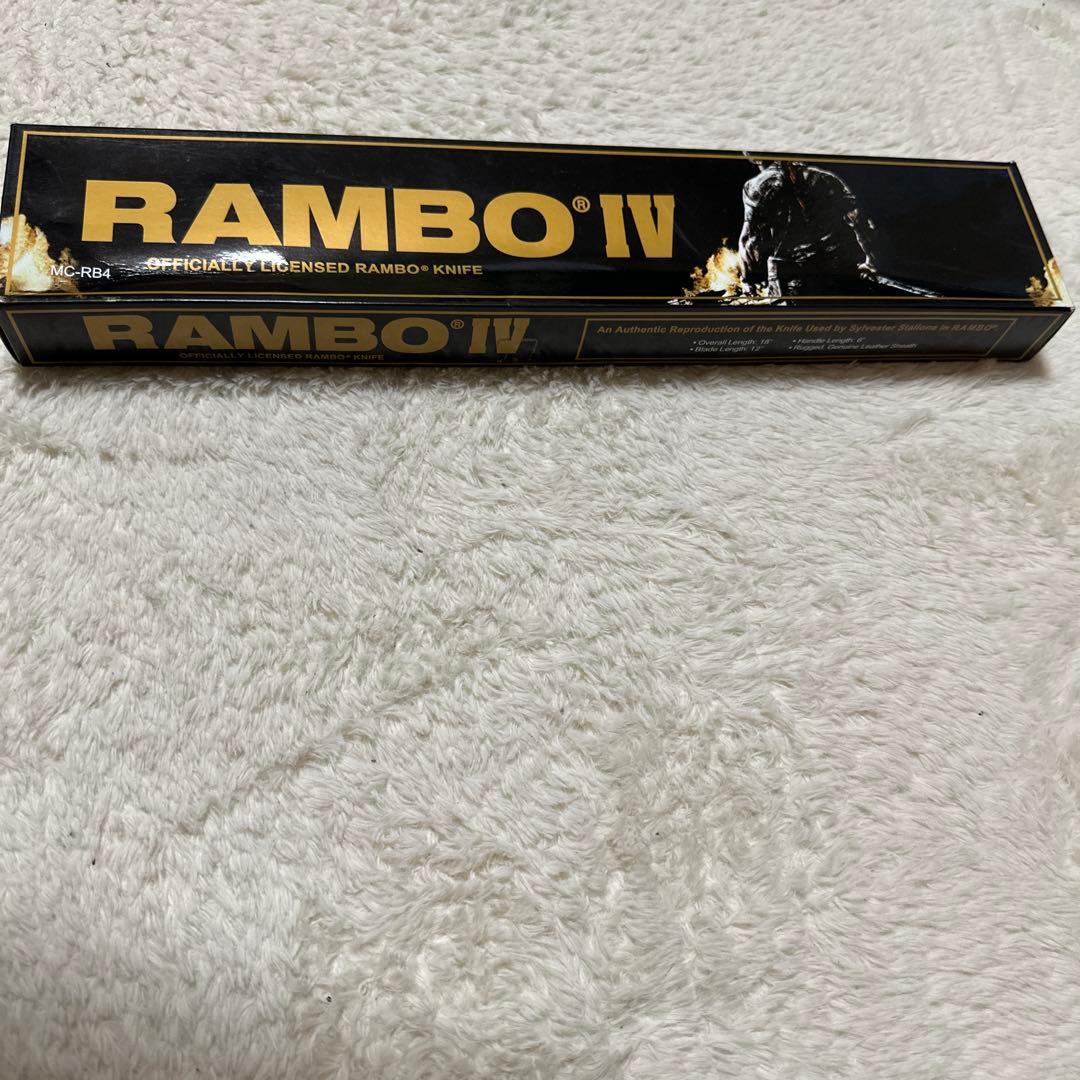 RAMBO® IV
MC-RB4
OFFICIALLY LICENSED RAMBO® KNIFE
RAMBO® IV
OFFICIALLY LICENSED RAMBO® KNIFE
An Authentic Reproduction of the Knife Used by Sylvester Stallone in RAMBO®.
• Overall Length: 18"
• Handle Length: 6"
• Blade Length: 12"
• Rugged, Genuine Leather Sheath